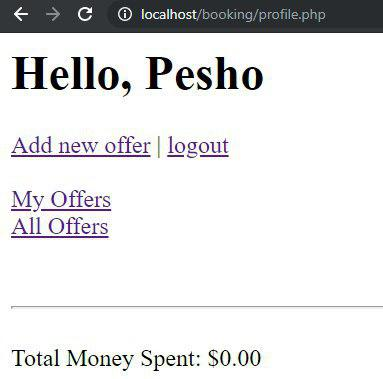 localhost/booking/profile.php
Hello, Pesho
Add new offer | logout
My Offers
All Offers
Total Money Spent: $0.00